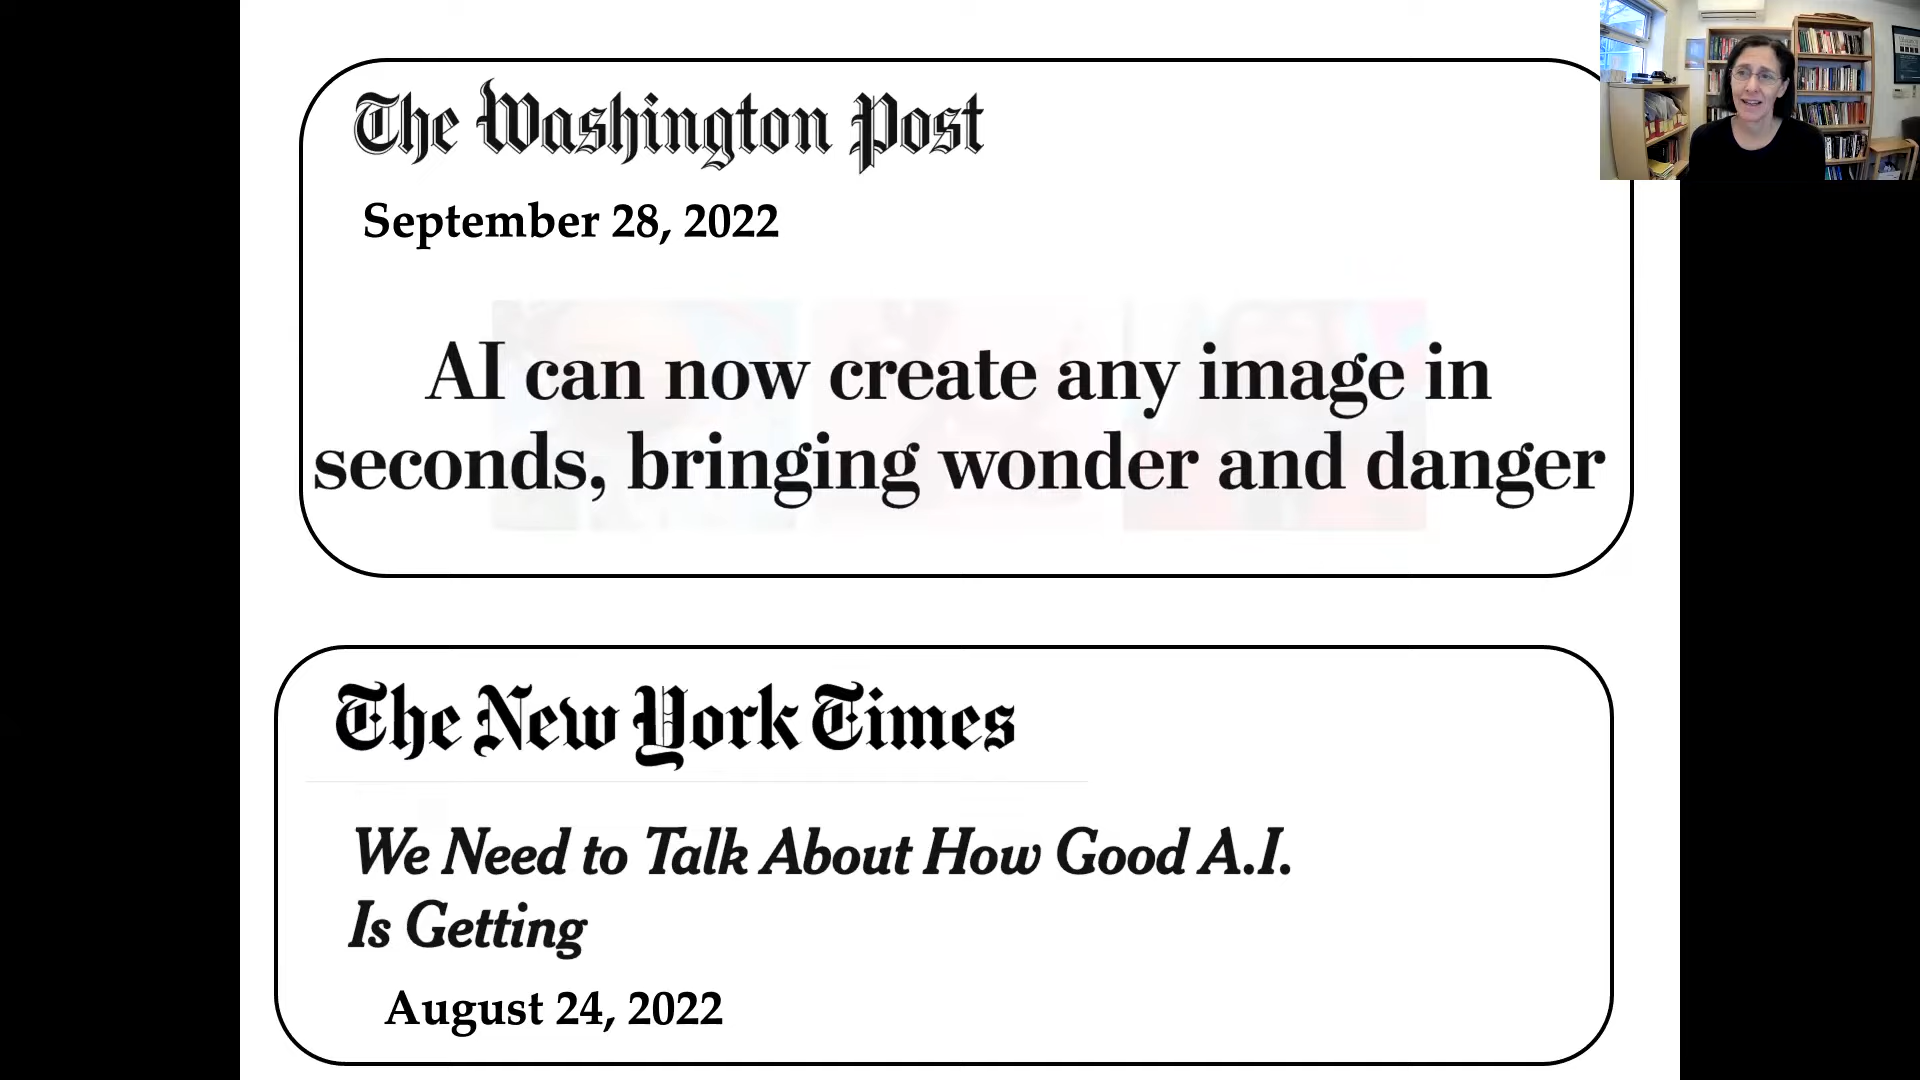 The Washington Post
September 28, 2022
AI can now create any image in
seconds, bringing wonder and danger
The New York Times
We Need to Talk About How Good A.I.
Is Getting
August 24, 2022